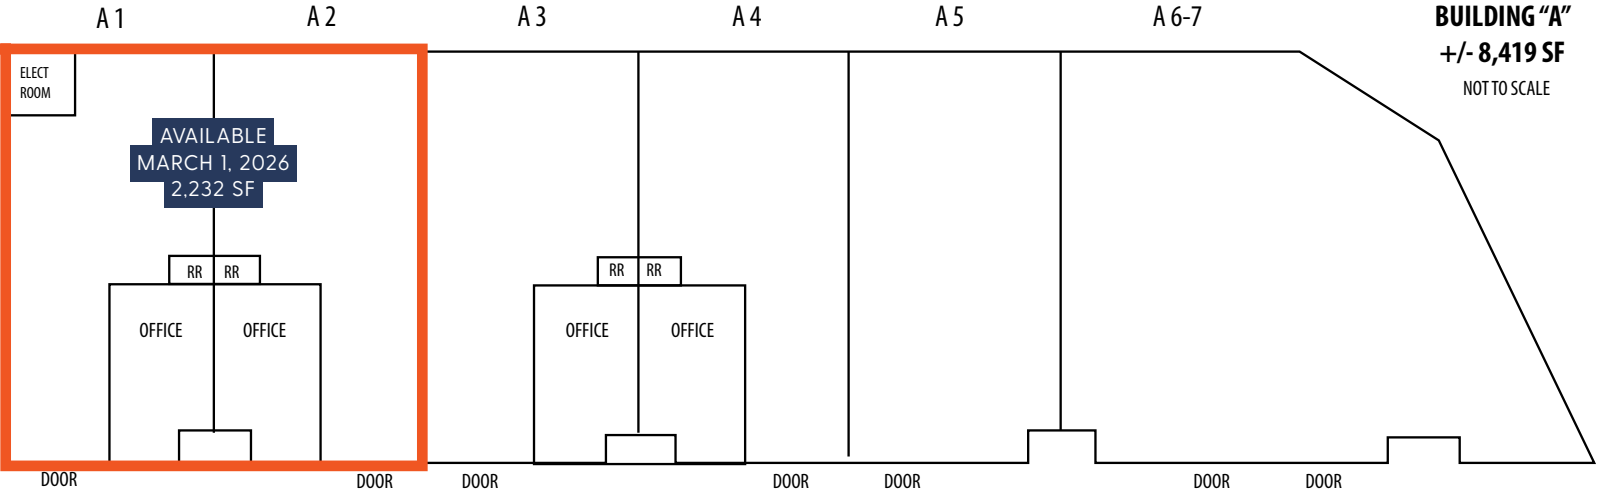 A 1
A 2
A 3
A 4
A 5
A 6-7
BUILDING “A”
+/- 8,419 SF
NOT TO SCALE
ELECT
ROOM
AVAILABLE
MARCH 1, 2026
2,232 SF
RR
RR
RR
RR
OFFICE
OFFICE
OFFICE
OFFICE
DOOR
DOOR
DOOR
DOOR
DOOR
DOOR
DOOR